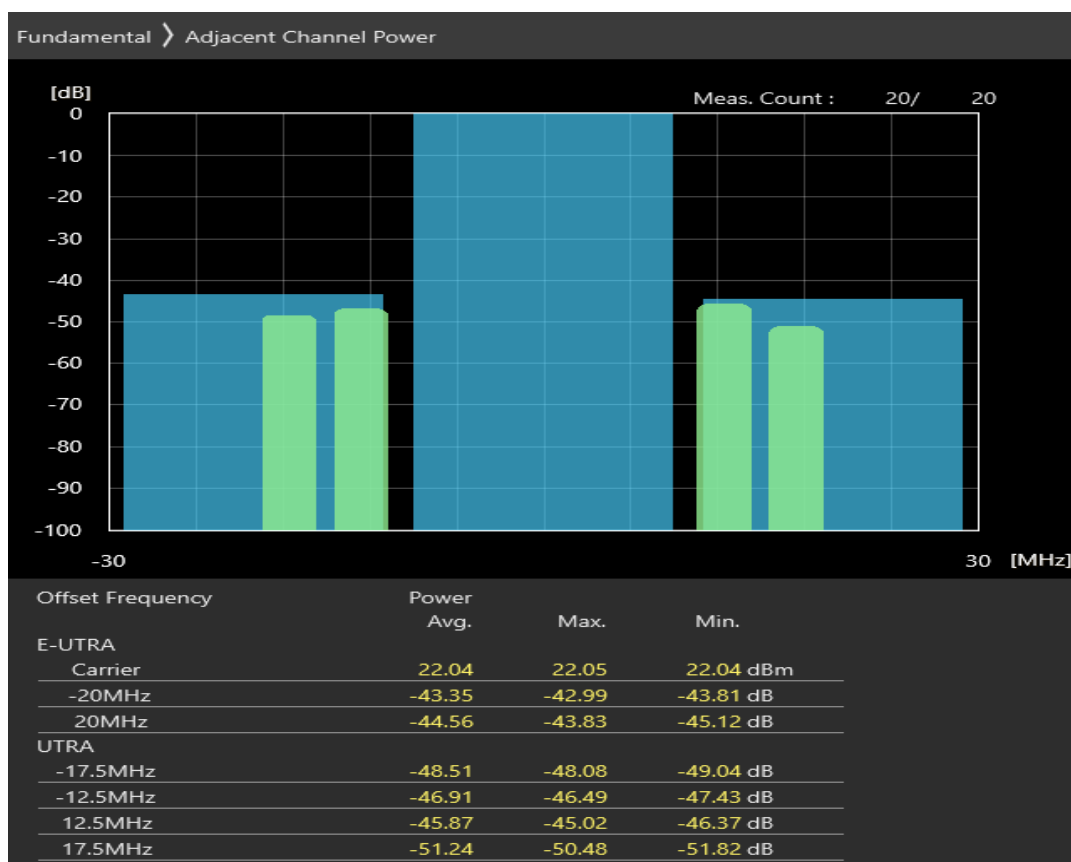 Fundamental ❯ Adjacent Channel Power
[dB]
Meas. Count : 20/ 20
0
-10
-20
-30
-40
-50
-60
-70
-80
-90
-100
-30 30 [MHz]
Offset Frequency Power
Avg. Max. Min.
E-UTRA
Carrier 22.04 22.05 22.04 dBm
-20MHz -43.35 -42.99 -43.81 dB
20MHz -44.56 -43.83 -45.12 dB
UTRA
-17.5MHz -48.51 -48.08 -49.04 dB
-12.5MHz -46.91 -46.49 -47.43 dB
12.5MHz -45.87 -45.02 -46.37 dB
17.5MHz -51.24 -50.48 -51.82 dB